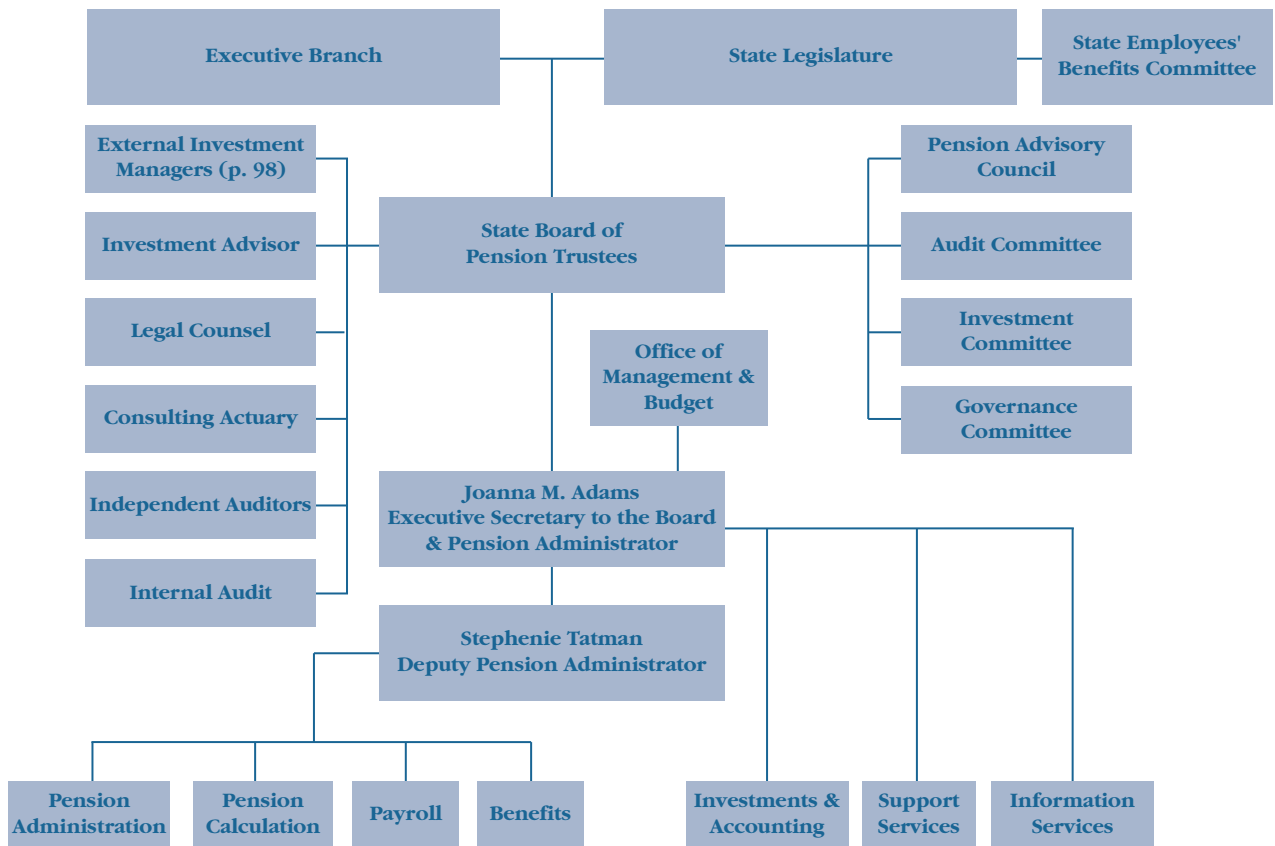 Executive Branch
State Legislature
State Employees'
Benefits Committee
External Investment
Managers (p. 98)
Pension Advisory
Council
State Board of
Pension Trustees
Investment Advisor
Audit Committee
Legal Counsel
Investment
Committee
Office of
Management &
Budget
Consulting Actuary
Governance
Committee
Independent Auditors
Joanna M. Adams
Executive Secretary to the Board
& Pension Administrator
Internal Audit
Stephenie Tatman
Deputy Pension Administrator
Pension
Administration
Pension
Calculation
Payroll
Benefits
Investments &
Accounting
Support
Services
Information
Services